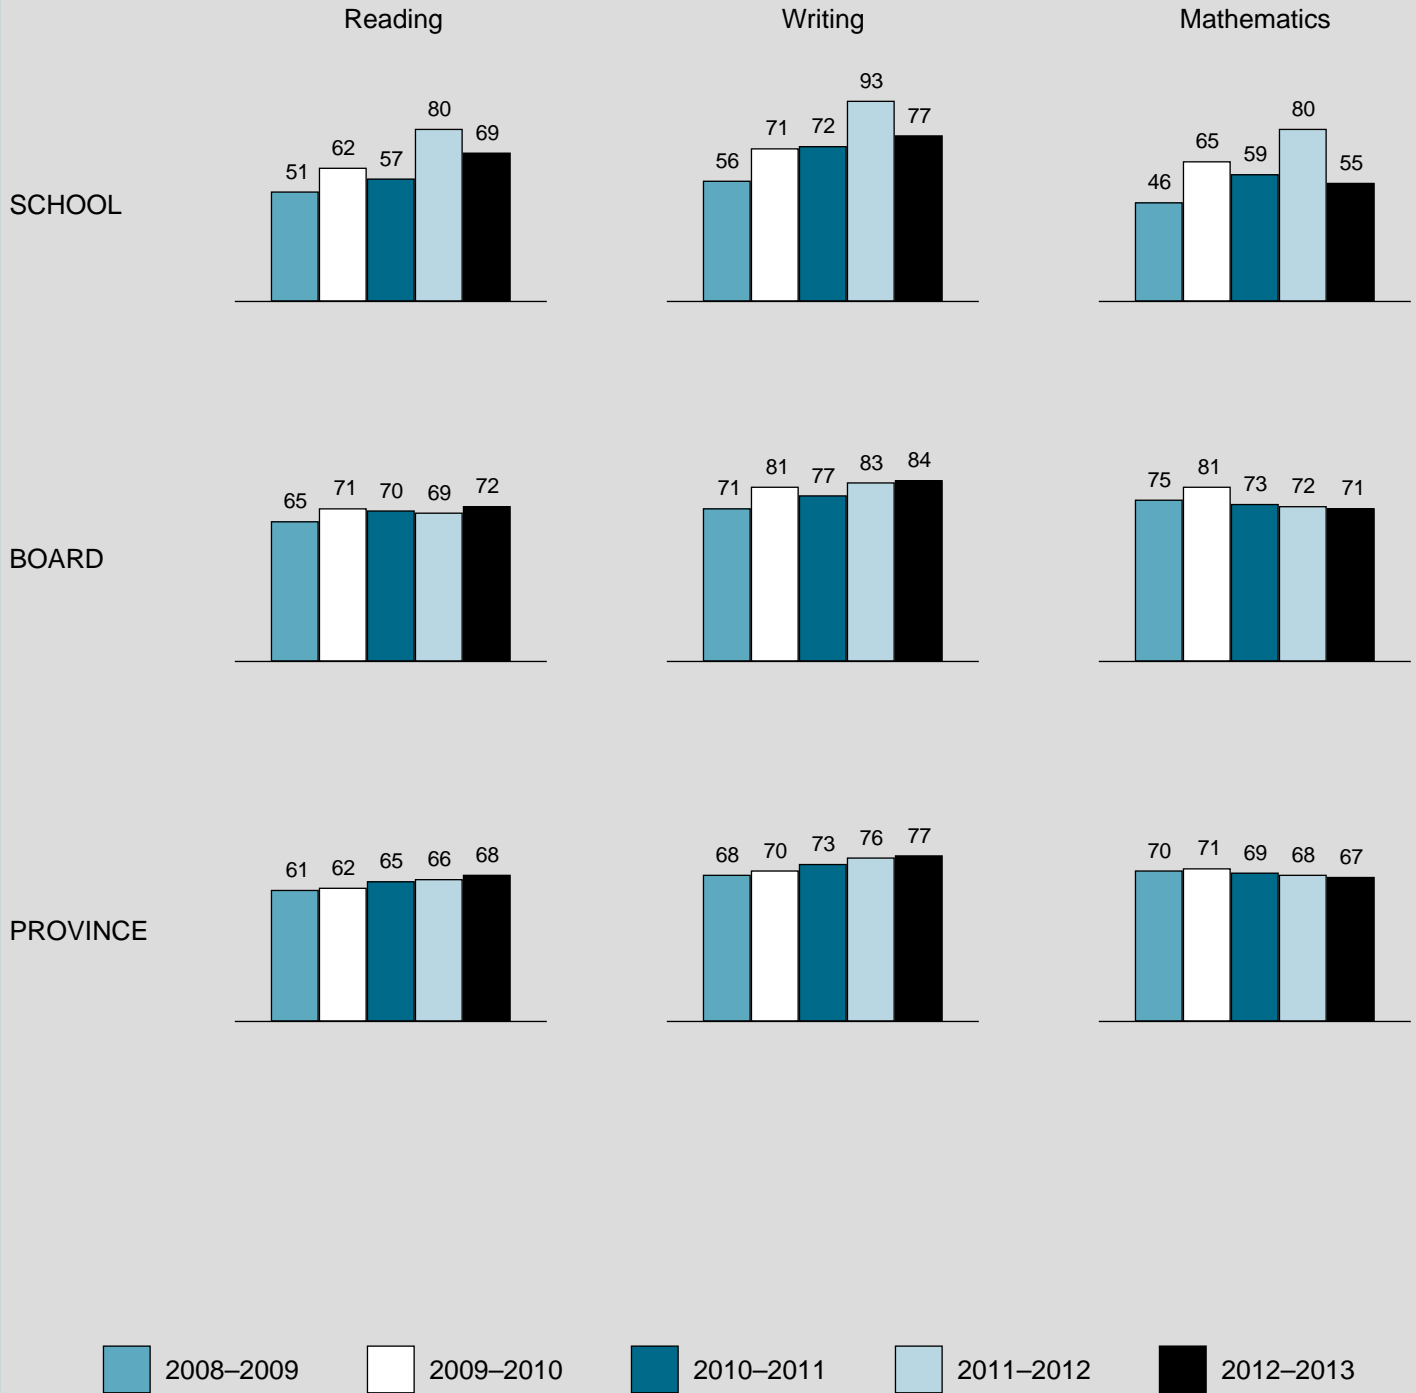 Reading Writing Mathematics
SCHOOL
51 62 57 80 69
56 71 72 93 77
46 65 59 80 55
BOARD
65 71 70 69 72
71 81 77 83 84
75 81 73 72 71
PROVINCE
61 62 65 66 68
68 70 73 76 77
70 71 69 68 67
2008–2009 2009–2010 2010–2011 2011–2012 2012–2013